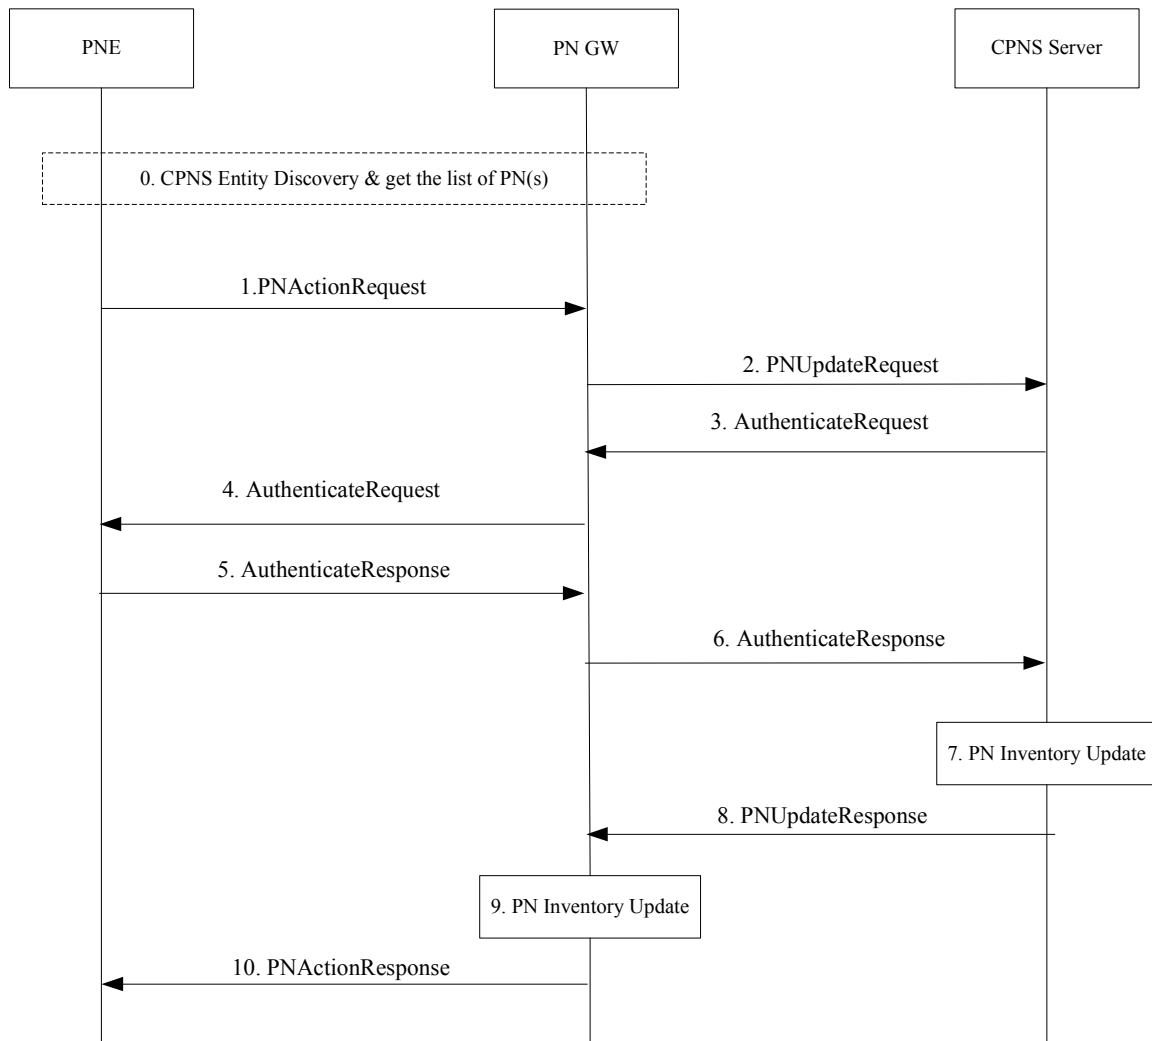 PNE
PN GW
CPNS Server
0. CPNS Entity Discovery & get the list of PN(s)
1.PNActionRequest
2. PNUpdateRequest
3. AuthenticateRequest
4. AuthenticateRequest
5. AuthenticateResponse
6. AuthenticateResponse
7. PN Inventory Update
8. PNUpdateResponse
9. PN Inventory Update
10. PNActionResponse